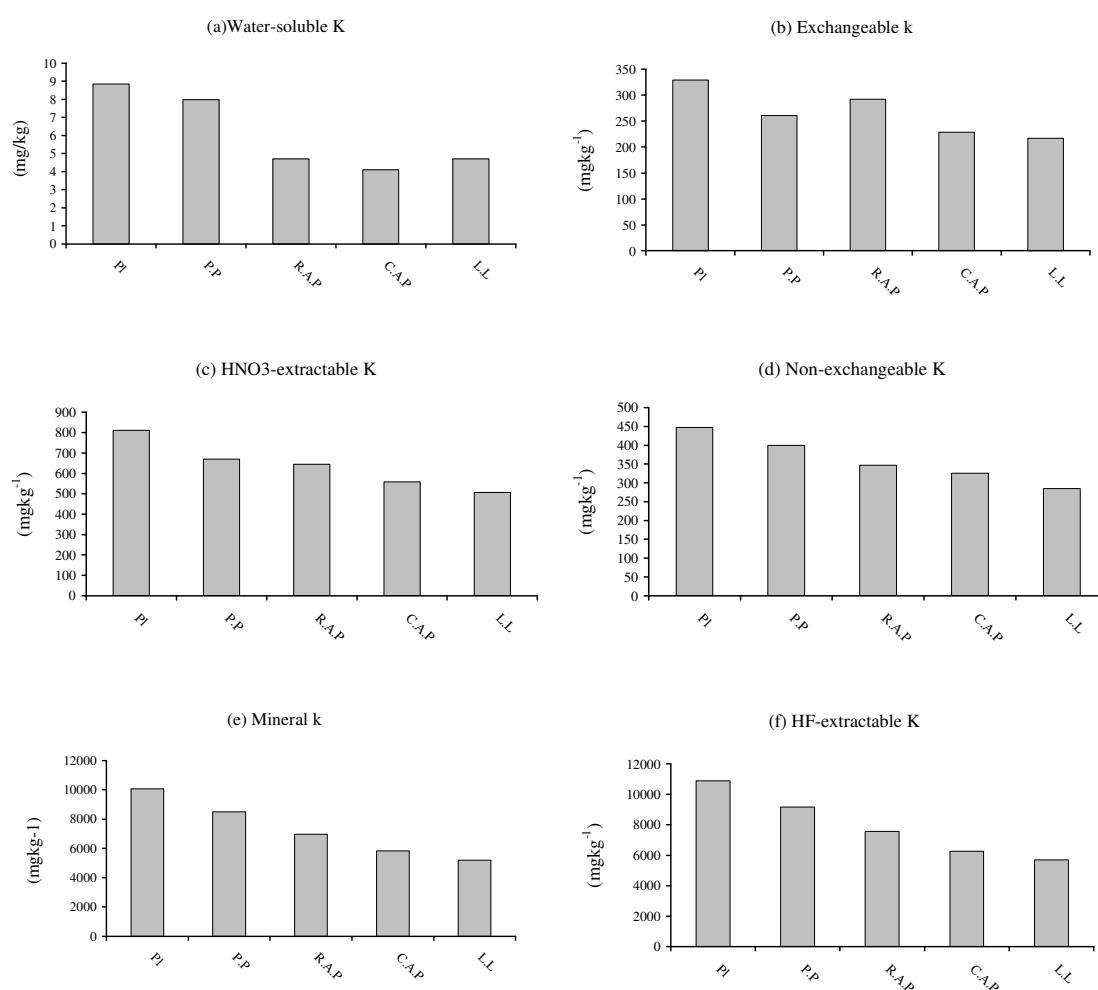 (a)Water-soluble K
(mg/kg)
10
9
8
7
6
5
4
3
2
1
0
Pl
P.P
R.A.P
C.A.P
L.L
(b) Exchangeable k
(mgkg⁻¹)
350
300
250
200
150
100
50
0
Pl
P.P
R.A.P
C.A.P
L.L
(c) HNO3-extractable K
(mgkg⁻¹)
900
800
700
600
500
400
300
200
100
0
Pl
P.P
R.A.P
C.A.P
L.L
(d) Non-exchangeable K
(mgkg⁻¹)
500
450
400
350
300
250
200
150
100
50
0
Pl
P.P
R.A.P
C.A.P
L.L
(e) Mineral k
(mgkg-1)
12000
10000
8000
6000
4000
2000
0
Pl
P.P
R.A.P
C.A.P
L.L
(f) HF-extractable K
(mgkg⁻¹)
12000
10000
8000
6000
4000
2000
0
Pl
P.P
R.A.P
C.A.P
L.L